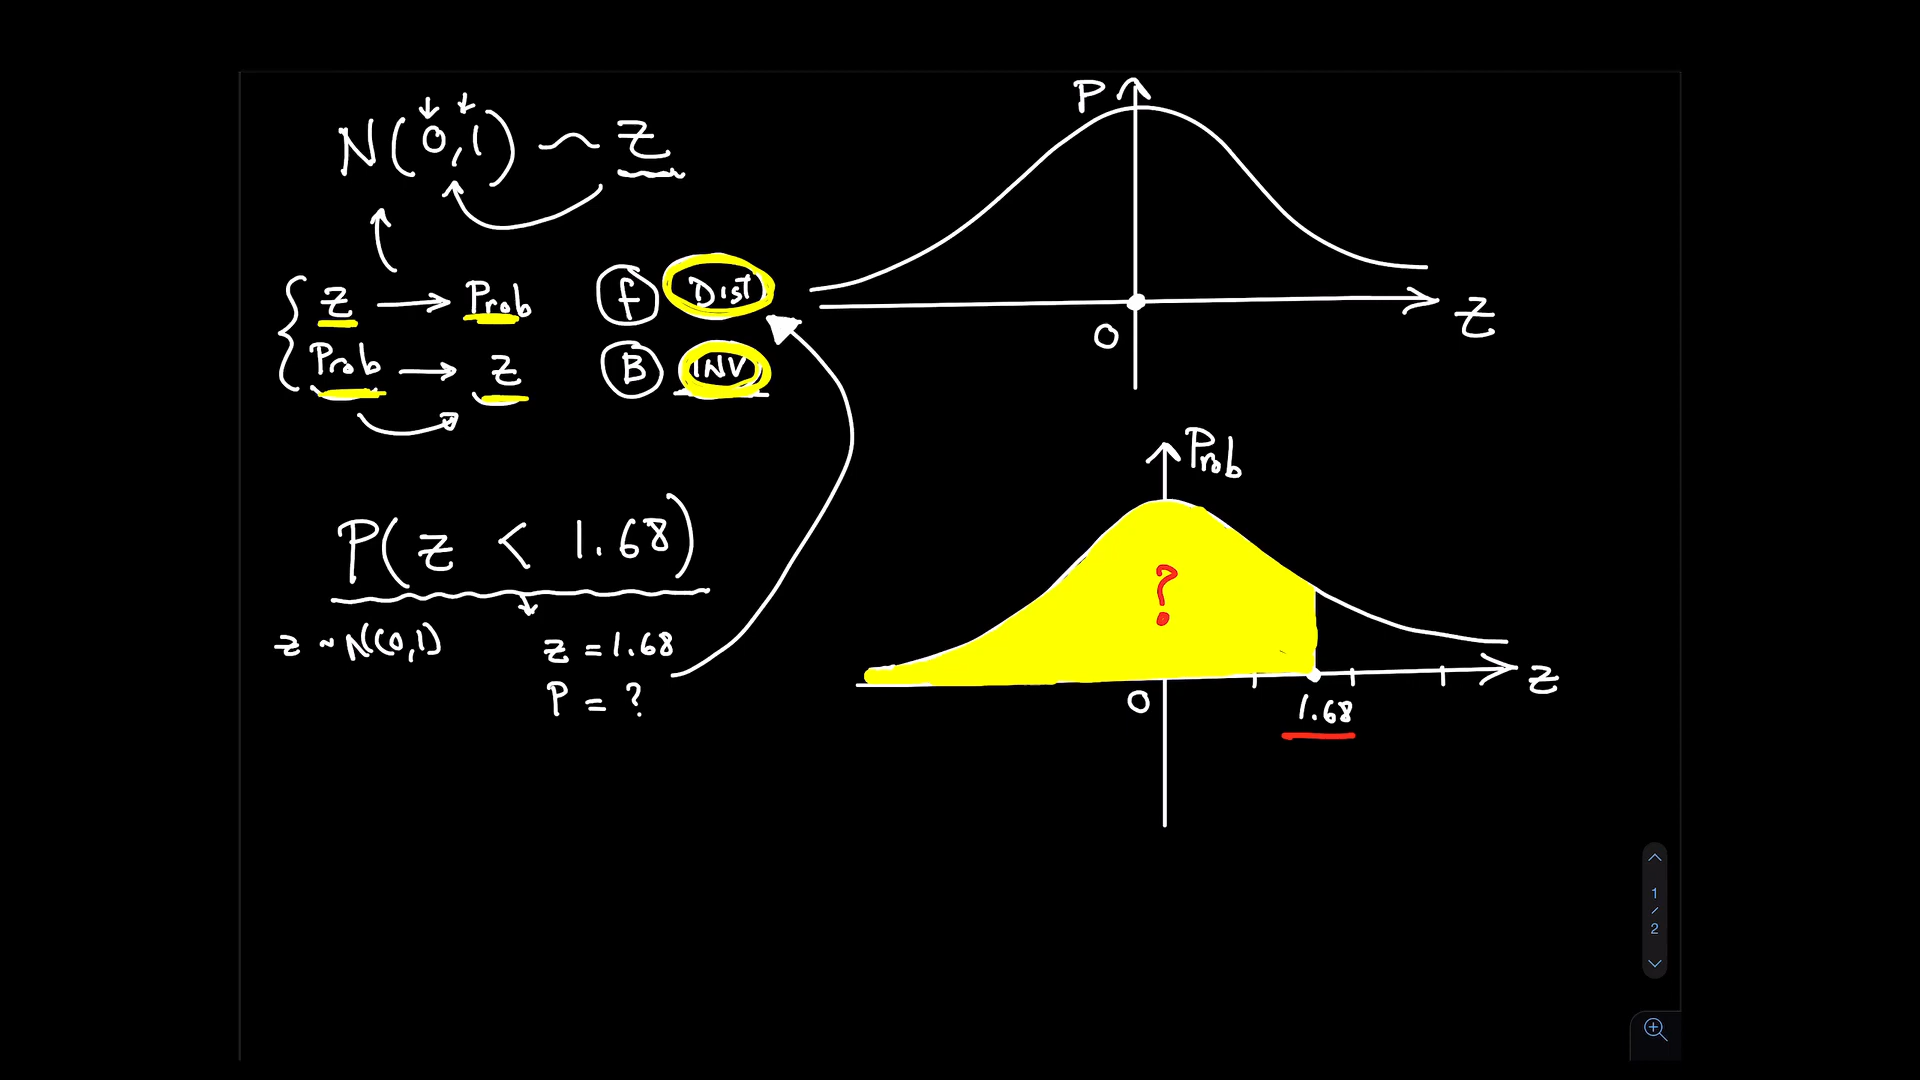 N(0,1) ~ Z
Z → Prob  F  DIST
Prob → Z  B  INV
P(Z < 1.68)
Z ~ N(0,1)
Z = 1.68
P = ?
P
0
Z
Prob
?
0
1.68
Z
1
/
2